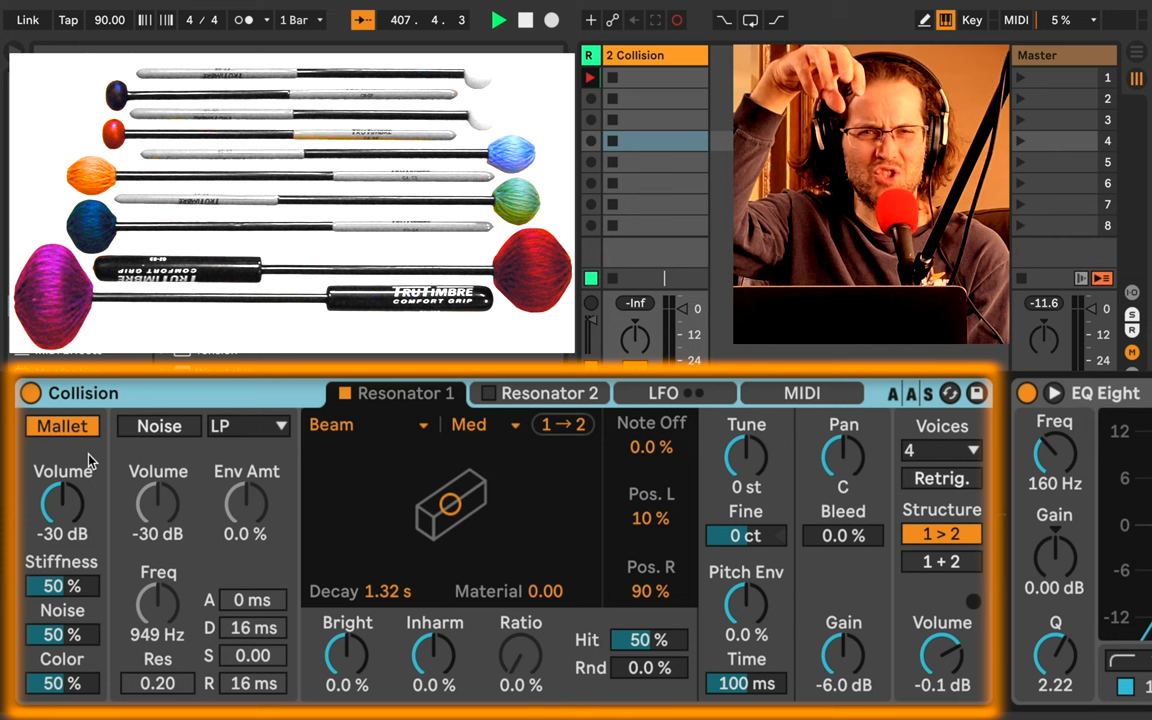 Link Tap 90.00 4 / 4 1 Bar 407. 4. 3 Key MIDI 5 %
R 2 Collision Master
1
2
3
4
5
6
7
8
TRUTIMBRE
COMFORT GRIP
TRUTIMBRE
COMFORT GRIP
-Inf 0 -11.6 0
12 12
24 24
I-O
S
R
M
Collision Resonator 1 Resonator 2 LFO MIDI A A S EQ Eight
Mallet Noise LP Beam Med 1→2 Note Off Tune Pan Voices Freq
0.0 % 4 12
Volume Volume Env Amt 0 st C Retrig. 160 Hz 6
-30 dB -30 dB 0.0 % Pos. L Fine Bleed Structure Gain
10 % 0 ct 0.0 % 1 > 2 0
Stiffness Freq Pos. R Pitch Env 1 + 2 0.00 dB -6
50 % 949 Hz A 0 ms Decay 1.32 s Material 0.00 90 % 0.0 % -12
Noise D 16 ms Bright Inharm Ratio Time Gain Volume Q
50 % Res S 0.00 Hit 50 %
Color 0.20 R 16 ms Rnd 0.0 %
50 % 0.0 % 0.0 % 0.0 % 100 ms -6.0 dB -0.1 dB 2.22 1